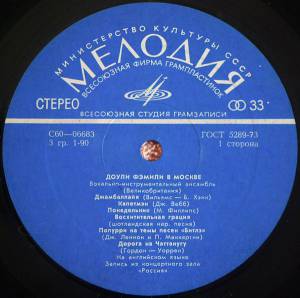 МИНИСТЕРСТВО КУЛЬТУРЫ СССР
МЕЛОДИЯ
ВСЕСОЮЗНАЯ ФИРМА ГРАМПЛАСТИНОК
СТЕРЕО
33
ВСЕСОЮЗНАЯ СТУДИЯ ГРАМЗАПИСИ
С60—06683
ГОСТ 5289-73
3 гр. 1-90
1 сторона
ДОУЛИ ФЭМИЛИ В МОСКВЕ
Вокально-инструментальный ансамбль
(Великобритания)
Джамбалайя (Вильямс — Б. Хэнк)
Капетмэн (Дж. Вебб)
Понедельник (М. Филлипс)
Восхитительная грация
(шотландская нар. песня)
Попурри на темы песен «Битлз»
(Дж. Леннон и П. Маккартни)
Дорога на Чаттанугу
(Гордон — Уоррен)
На английском языке
Запись из концертного зала
«Россия»